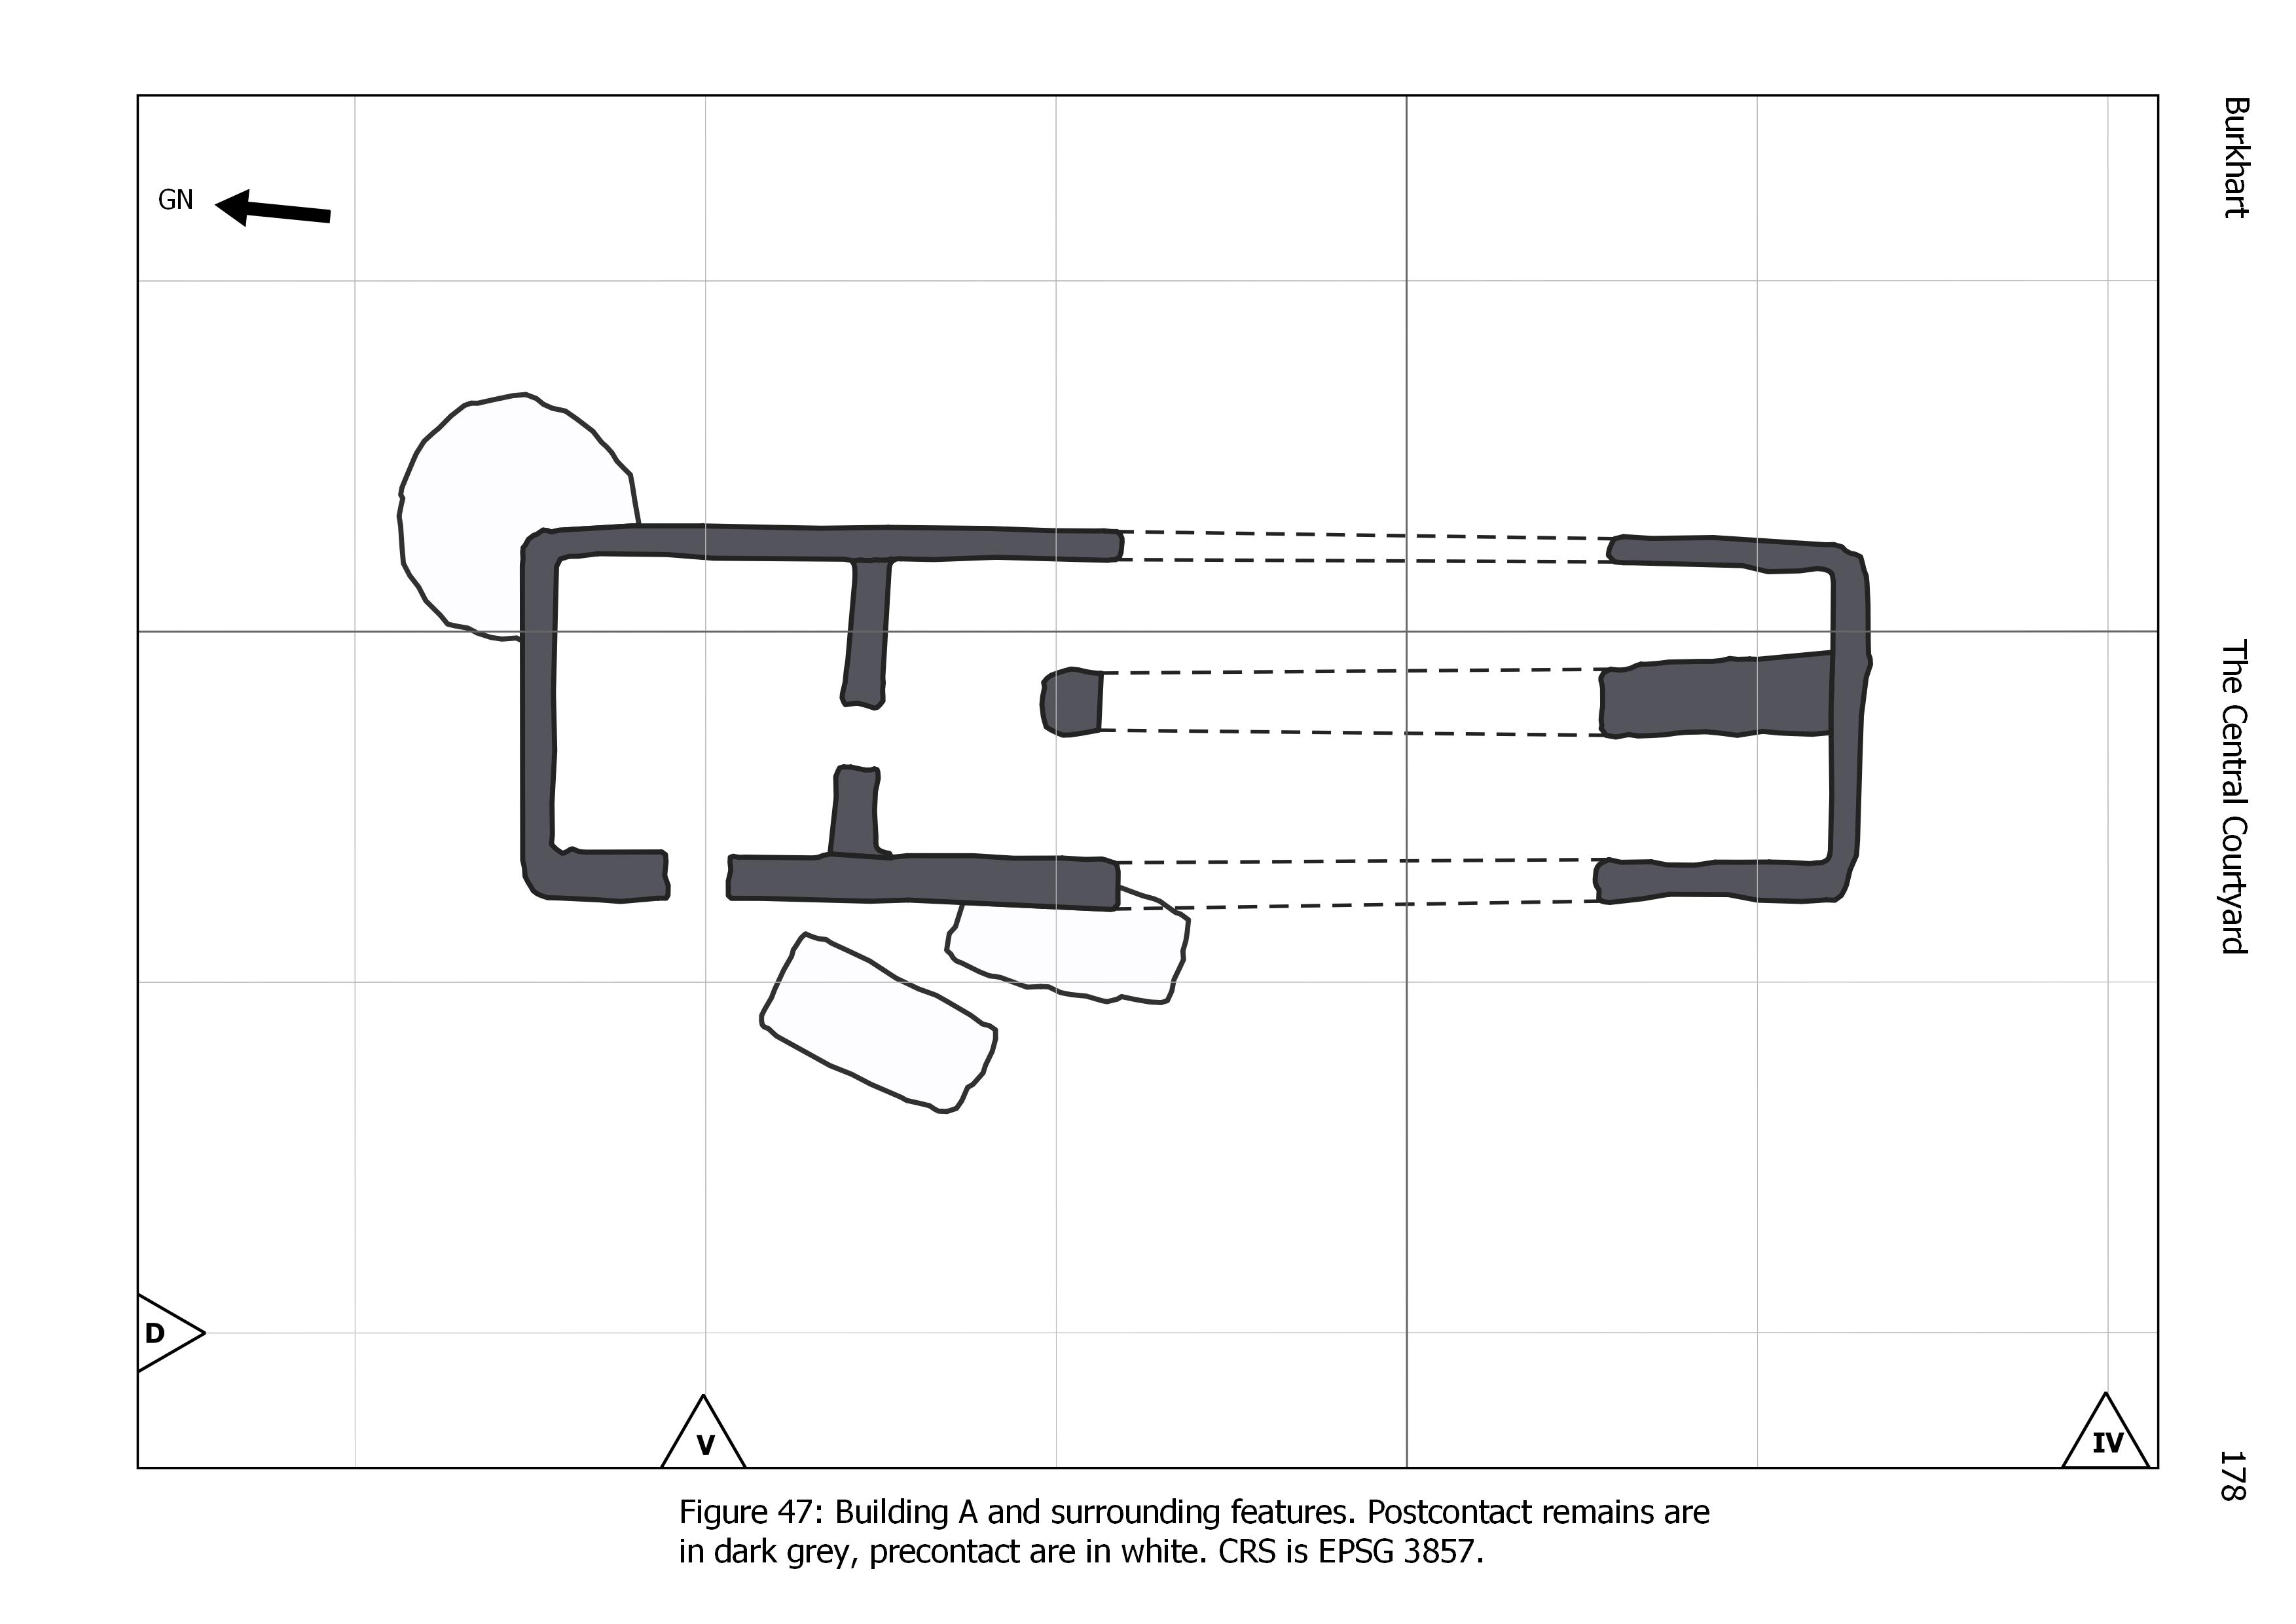 Burkhart
The Central Courtyard
178
GN
D
V
IV
Figure 47: Building A and surrounding features. Postcontact remains are
in dark grey, precontact are in white. CRS is EPSG 3857.